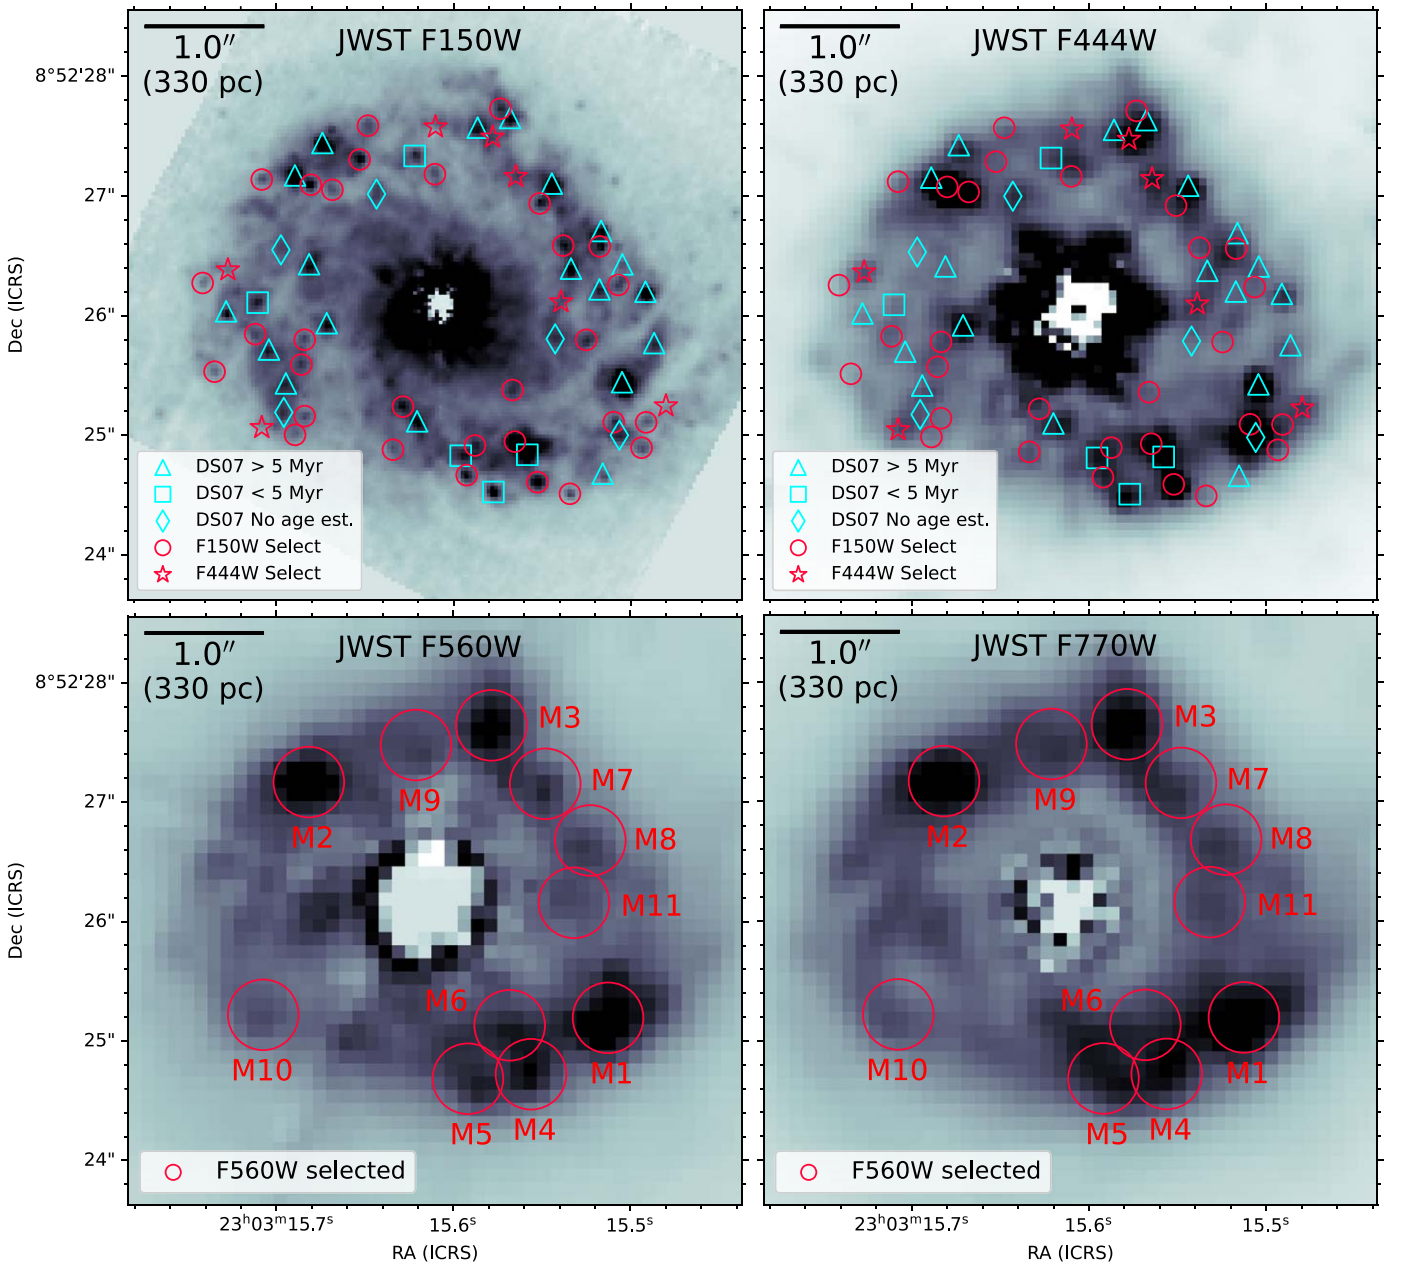 JWST F150W
1.0″
(330 pc)
8°52'28"
27"
26"
25"
24"
Dec (ICRS)
DS07 > 5 Myr
DS07 < 5 Myr
DS07 No age est.
F150W Select
F444W Select
JWST F444W
1.0″
(330 pc)
DS07 > 5 Myr
DS07 < 5 Myr
DS07 No age est.
F150W Select
F444W Select
JWST F560W
1.0″
(330 pc)
8°52'28"
27"
26"
25"
24"
Dec (ICRS)
M3
M9
M7
M2
M8
M11
M6
M10
M1
M5
M4
F560W selected
23ʰ03ᵐ15.7ˢ
15.6ˢ
15.5ˢ
RA (ICRS)
JWST F770W
1.0″
(330 pc)
M3
M9
M7
M2
M8
M11
M6
M10
M1
M5
M4
F560W selected
23ʰ03ᵐ15.7ˢ
15.6ˢ
15.5ˢ
RA (ICRS)